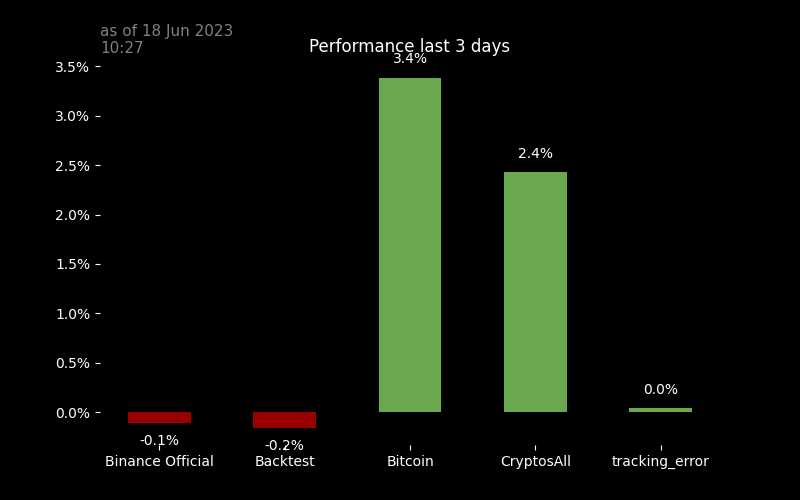 as of 18 Jun 2023
10:27
Performance last 3 days
3.5%
3.0%
2.5%
2.0%
1.5%
1.0%
0.5%
0.0%
-0.1%
-0.2%
3.4%
2.4%
0.0%
Binance Official
Backtest
Bitcoin
CryptosAll
tracking_error